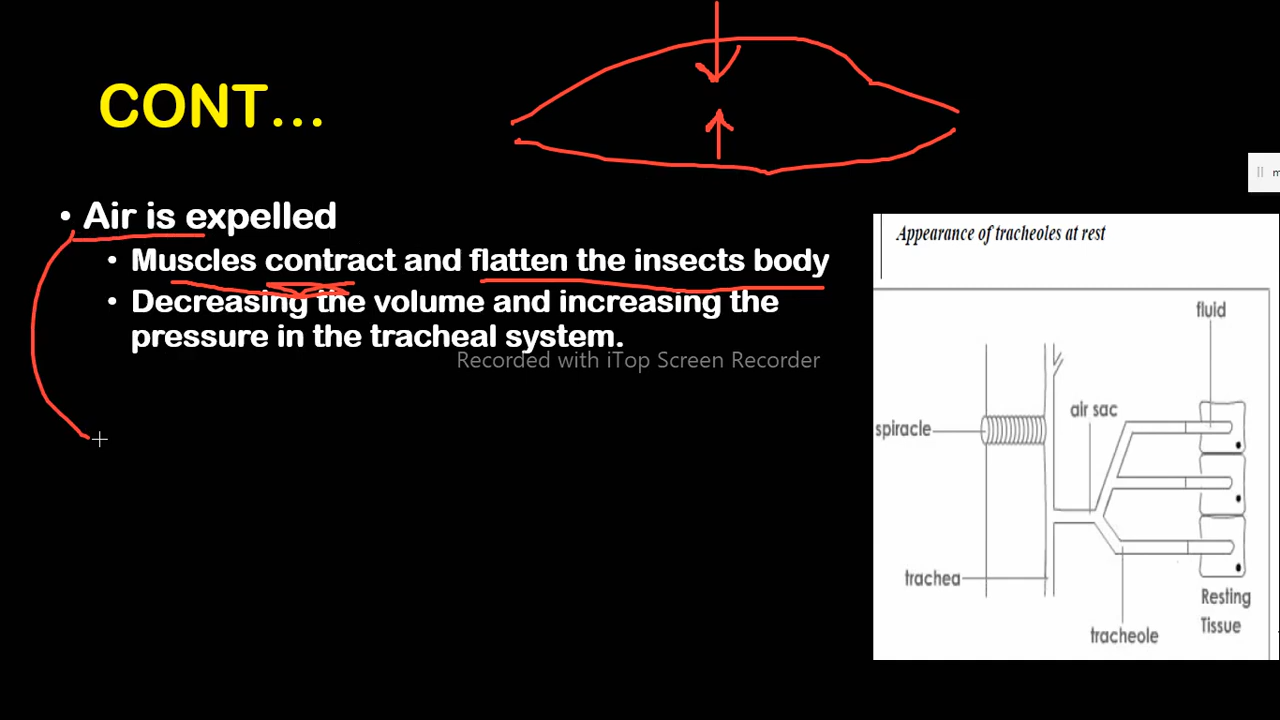 CONT...
• Air is expelled
• Muscles contract and flatten the insects body
• Decreasing the volume and increasing the
pressure in the tracheal system.
Recorded with iTop Screen Recorder
Appearance of tracheoles at rest
fluid
air sac
spiracle
trachea
tracheole
Resting
Tissue